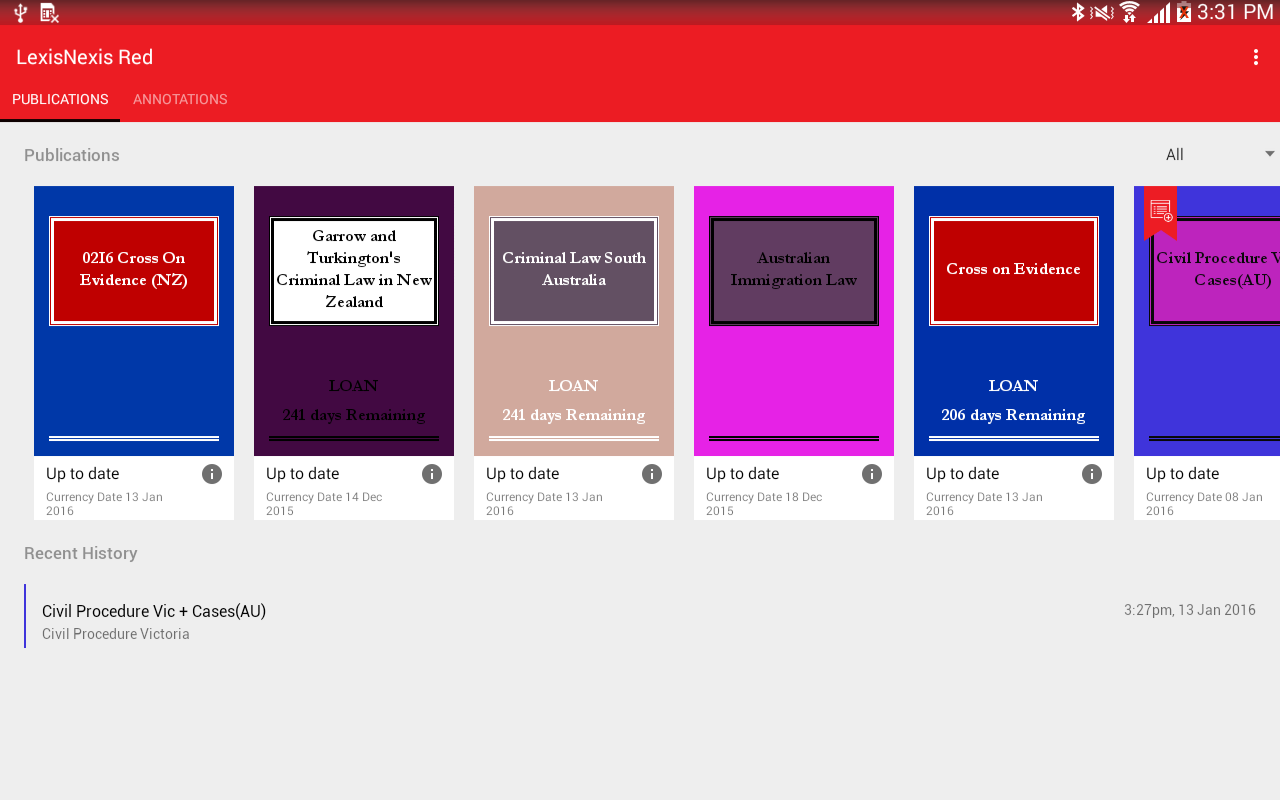 3:31 PM
LexisNexis Red
PUBLICATIONS ANNOTATIONS
Publications
All
0216 Cross On
Evidence (NZ)
Up to date
Currency Date 13 Jan
2016
Garrow and
Turkington's
Criminal Law in New
Zealand
LOAN
241 days Remaining
Up to date
Currency Date 14 Dec
2015
Criminal Law South
Australia
LOAN
241 days Remaining
Up to date
Currency Date 13 Jan
2016
Australian
Immigration Law
Up to date
Currency Date 18 Dec
2015
Cross on Evidence
LOAN
206 days Remaining
Up to date
Currency Date 13 Jan
2016
Civil Procedure V
Cases(AU)
Up to date
Currency Date 08 Jan
2016
Recent History
Civil Procedure Vic + Cases(AU)
3:27pm, 13 Jan 2016
Civil Procedure Victoria